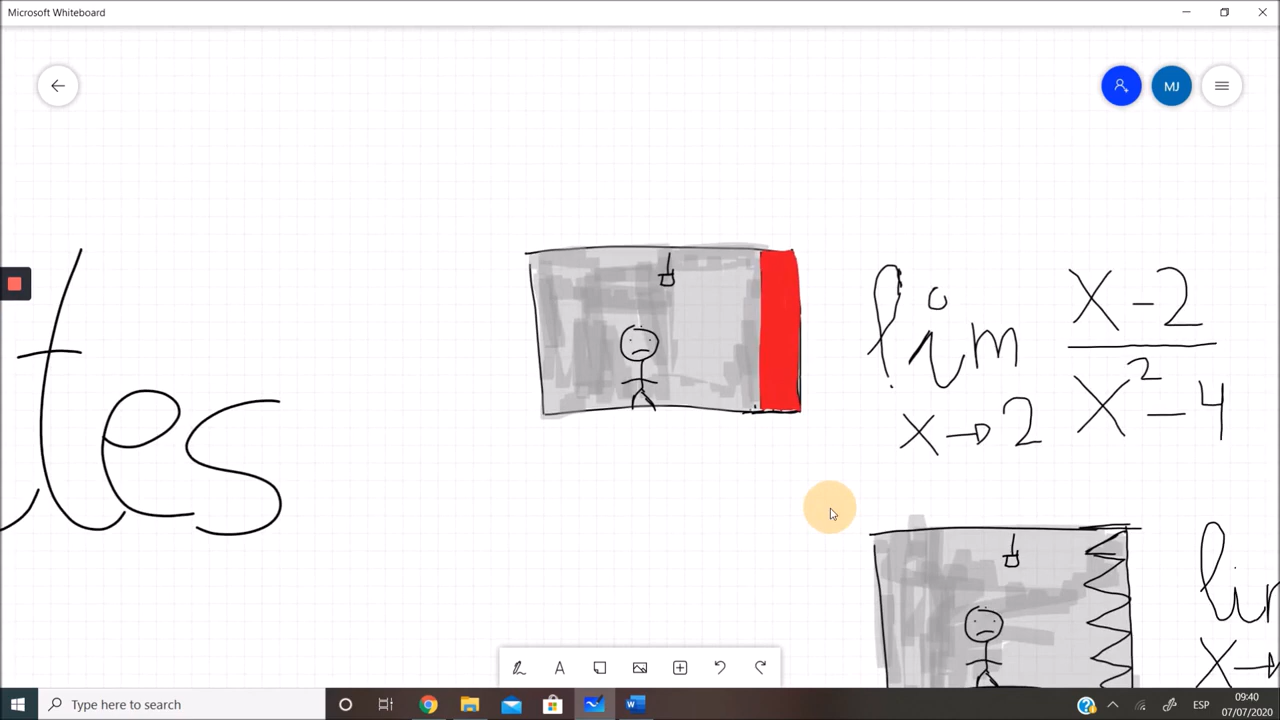 Microsoft Whiteboard
MJ
tes
lim x→2 x-2 / x²-4
lim
x→
A
Type here to search
ESP
09:40
07/07/2020